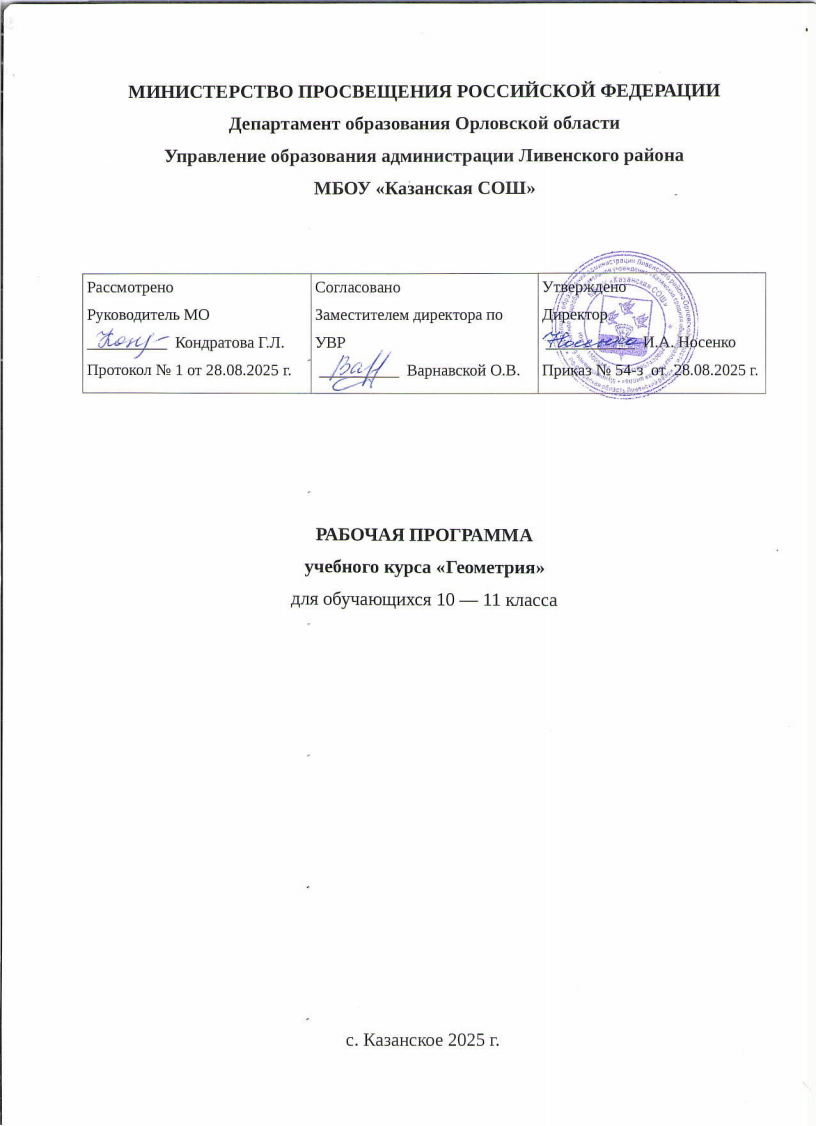 МИНИСТЕРСТВО ПРОСВЕЩЕНИЯ РОССИЙСКОЙ ФЕДЕРАЦИИ
Департамент образования Орловской области
Управление образования администрации Ливенского района
МБОУ «Казанская СОШ»
Рассмотрено
Руководитель МО
Кондратова Г.Л.
Протокол № 1 от 28.08.2025 г.
Согласовано
Заместителем директора по
УВР
Варнавской О.В.
Утверждено
Директор
И.А. Носенко
Приказ № 54-з от 28.08.2025 г.
РАБОЧАЯ ПРОГРАММА
учебного курса «Геометрия»
для обучающихся 10 — 11 класса
с. Казанское 2025 г.